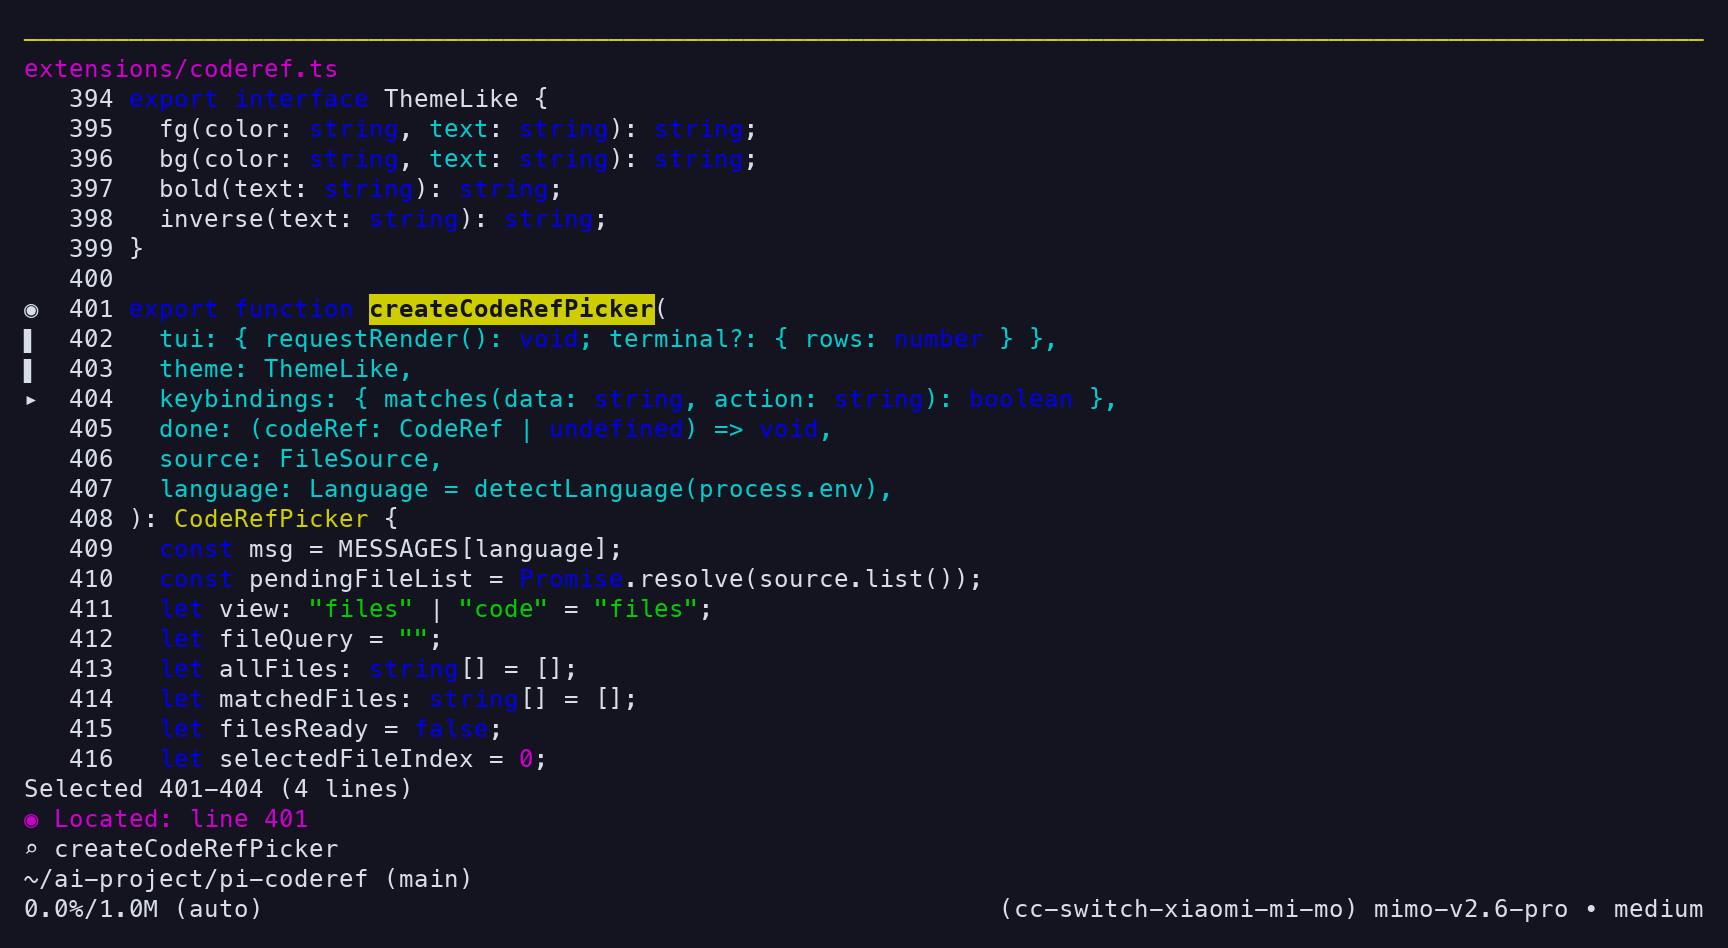 extensions/coderef.ts
394 export interface ThemeLike {
395   fg(color: string, text: string): string;
396   bg(color: string, text: string): string;
397   bold(text: string): string;
398   inverse(text: string): string;
399 }
400
◉ 401 export function createCodeRefPicker(
▌ 402   tui: { requestRender(): void; terminal?: { rows: number } },
▌ 403   theme: ThemeLike,
▸ 404   keybindings: { matches(data: string, action: string): boolean },
405   done: (codeRef: CodeRef | undefined) => void,
406   source: FileSource,
407   language: Language = detectLanguage(process.env),
408 ): CodeRefPicker {
409   const msg = MESSAGES[language];
410   const pendingFileList = Promise.resolve(source.list());
411   let view: "files" | "code" = "files";
412   let fileQuery = "";
413   let allFiles: string[] = [];
414   let matchedFiles: string[] = [];
415   let filesReady = false;
416   let selectedFileIndex = 0;
Selected 401–404 (4 lines)
◉ Located: line 401
⌕ createCodeRefPicker
~/ai-project/pi-coderef (main)
0.0%/1.0M (auto) (cc-switch-xiaomi-mi-mo) mimo-v2.6-pro • medium